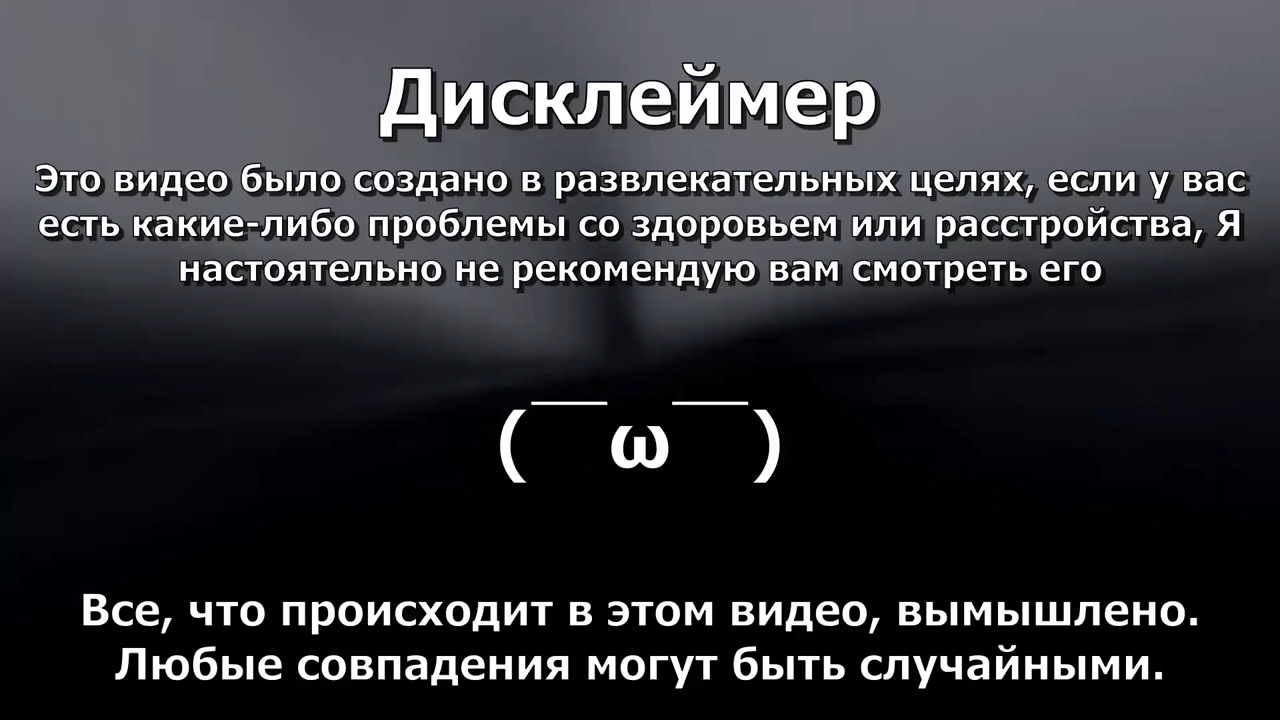 Дисклеймер
Это видео было создано в развлекательных целях, если у вас
есть какие-либо проблемы со здоровьем или расстройства, Я
настоятельно не рекомендую вам смотреть его
(￣ω￣)
Все, что происходит в этом видео, вымышлено.
Любые совпадения могут быть случайными.